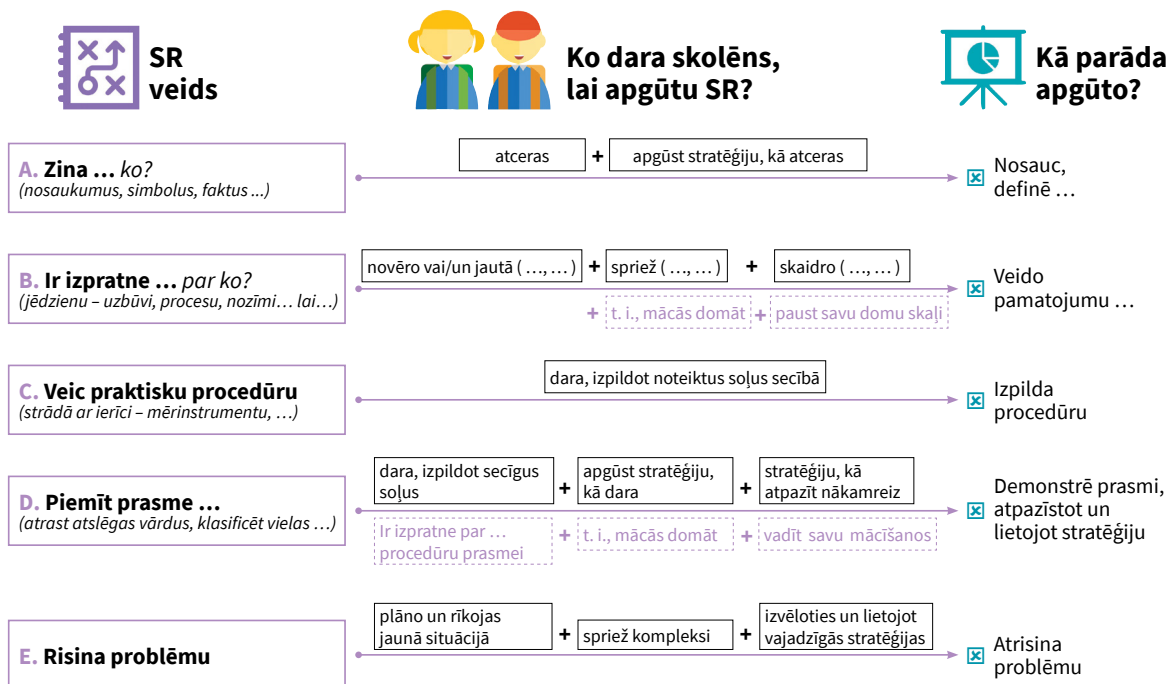 SR
veids
Ko dara skolēns,
lai apgūtu SR?
Kā parāda
apgūto?
A. Zina ... ko?
(nosaukumus, simbolus, faktus ...)
atceras + apgūst stratēģiju, kā atceras
Nosauc,
definē …
B. Ir izpratne ... par ko?
(jēdzienu – uzbūvi, procesu, nozīmi… lai…)
novēro vai/un jautā ( …, … ) + spriež ( …, … ) + skaidro ( …, … )
+ t. i., mācās domāt + paust savu domu skaļi
Veido
pamatojumu …
C. Veic praktisku procedūru
(strādā ar ierīci – mērinstrumentu, …)
dara, izpildot noteiktus soļus secībā
Izpilda
procedūru
D. Piemīt prasme …
(atrast atslēgas vārdus, klasificēt vielas …)
dara, izpildot secīgus
soļus
+
apgūst stratēģiju,
kā dara
+
stratēģiju, kā
atpazīt nākamreiz
Ir izpratne par …
procedūru prasmei
+ t. i., mācās domāt + vadīt savu mācīšanos
Demonstrē prasmi,
atpazīstot un
lietojot stratēģiju
E. Risina problēmu
plāno un rīkojas
jaunā situācijā
+ spriež kompleksi +
izvēloties un lietojot
vajadzīgās stratēģijas
Atrisina
problēmu